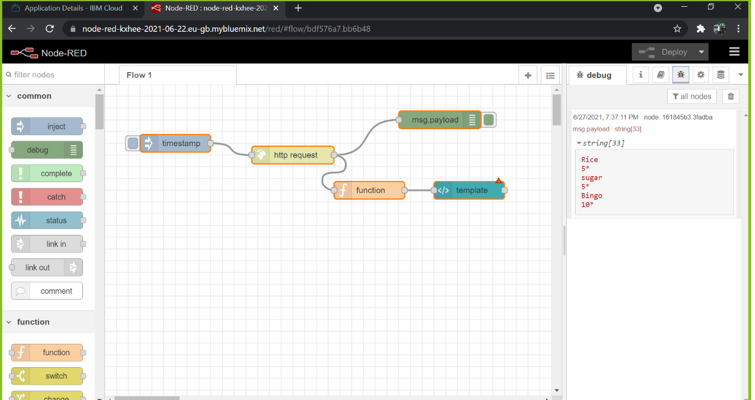 Application Details - IBM Cloud
Node-RED : node-red-kxhee-202
node-red-kxhee-2021-06-22.eu-gb.mybluemix.net/red/#flow/bdf576a7.bb6b48
Node-RED
Deploy
filter nodes
Flow 1
debug
all nodes
common
inject
debug
complete
catch
status
link in
link out
comment
function
function
switch
change
timestamp
http request
msg.payload
function
template
6/27/2021, 7:37:11 PM node: 161845b3.3fadba
msg.payload : string[33]
string[33]
Rice
5*
sugar
5*
Bingo
10*